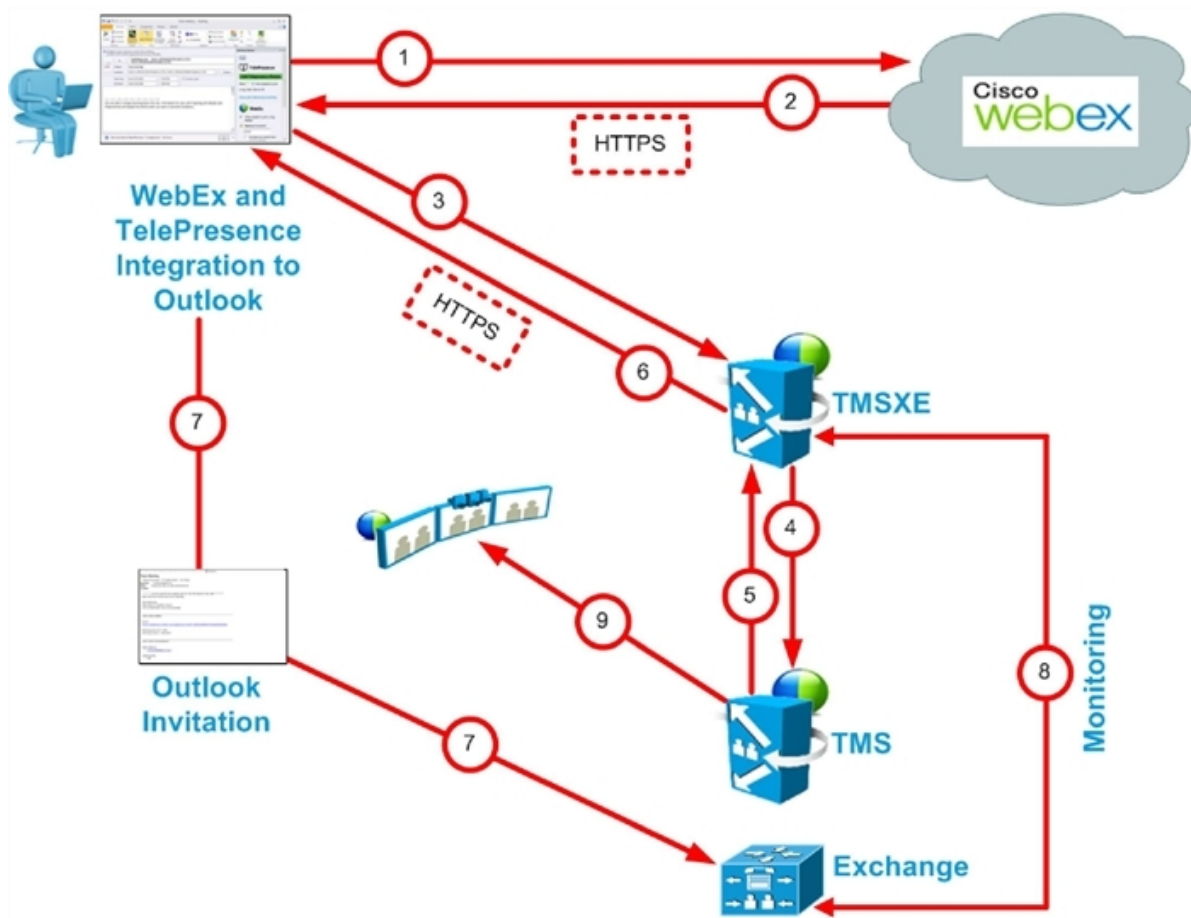 1
2
HTTPS
Cisco
webex
WebEx and
TelePresence
Integration to
Outlook
3
HTTPS
6
TMSXE
7
4
5
9
8
Monitoring
Outlook
Invitation
7
TMS
Exchange
TelePresence